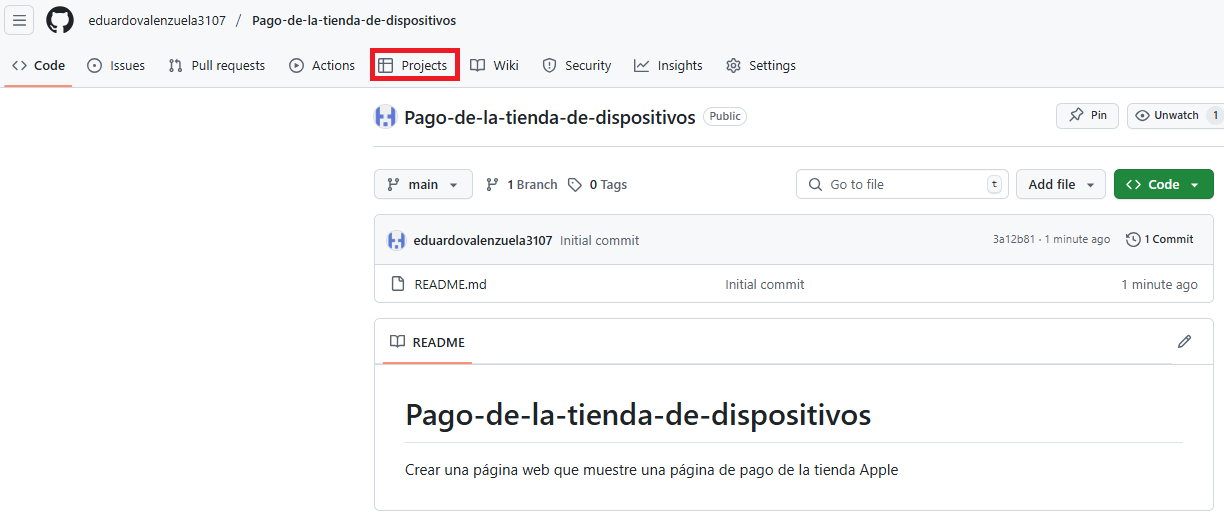 eduardovalenzuela3107 / Pago-de-la-tienda-de-dispositivos
Code Issues Pull requests Actions Projects Wiki Security Insights Settings
Pago-de-la-tienda-de-dispositivos Public Pin Unwatch 1
main 1 Branch 0 Tags Go to file t Add file Code
eduardovalenzuela3107 Initial commit 3a12b81 · 1 minute ago 1 Commit
README.md Initial commit 1 minute ago
README
Pago-de-la-tienda-de-dispositivos
Crear una página web que muestre una página de pago de la tienda Apple